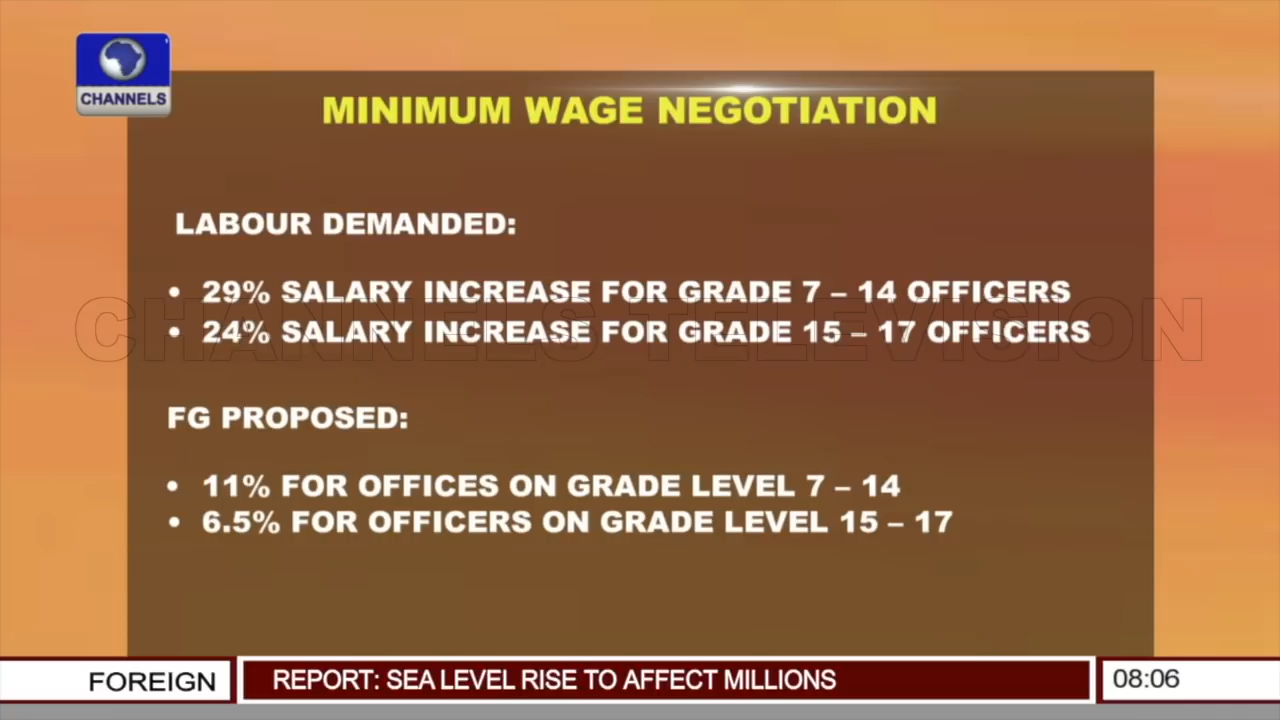 CHANNELS
MINIMUM WAGE NEGOTIATION
LABOUR DEMANDED:
• 29% SALARY INCREASE FOR GRADE 7 – 14 OFFICERS
• 24% SALARY INCREASE FOR GRADE 15 – 17 OFFICERS
CHANNELS TELEVISION
FG PROPOSED:
• 11% FOR OFFICES ON GRADE LEVEL 7 – 14
• 6.5% FOR OFFICERS ON GRADE LEVEL 15 – 17
FOREIGN
REPORT: SEA LEVEL RISE TO AFFECT MILLIONS
08:06